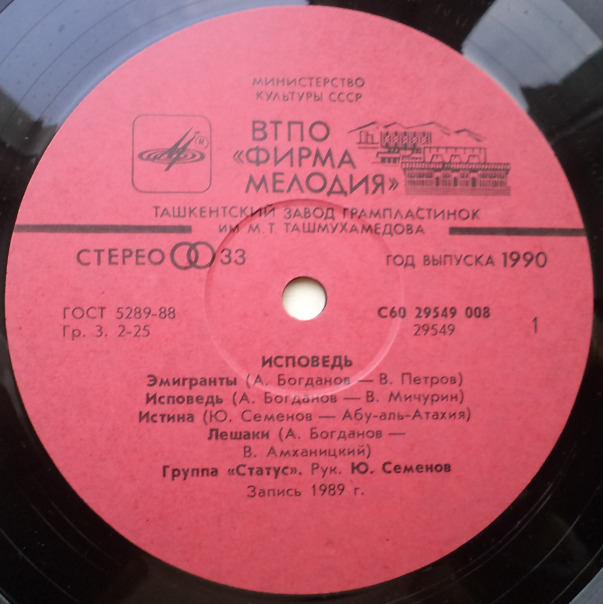 МИНИСТЕРСТВО
КУЛЬТУРЫ СССР
ВТПО
«ФИРМА
МЕЛОДИЯ»
ТАШКЕНТСКИЙ ЗАВОД ГРАМПЛАСТИНОК
ИМ М.Т. ТАШМУХАМЕДОВА
СТЕРЕО 33 ГОД ВЫПУСКА 1990
ГОСТ 5289-88 С60 29549 008
Гр. 3. 2-25 29549 1
ИСПОВЕДЬ
Эмигранты (А. Богданов — В. Петров)
Исповедь (А. Богданов — В. Мичурин)
Истина (Ю. Семенов — Абу-аль-Атахия)
Лешаки (А. Богданов —
В. Амханицкий)
Группа «Статус». Рук. Ю. Семенов
Запись 1989 г.